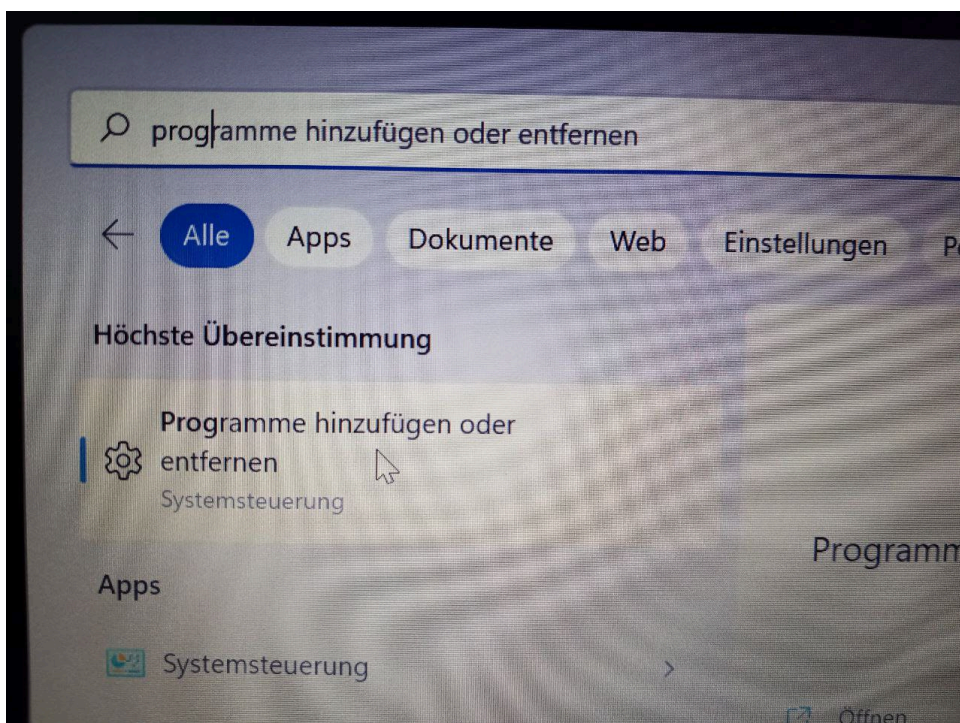 programme hinzufügen oder entfernen
Alle Apps Dokumente Web Einstellungen
Höchste Übereinstimmung
Programme hinzufügen oder
entfernen
Systemsteuerung
Programm
Apps
Systemsteuerung
Öffnen